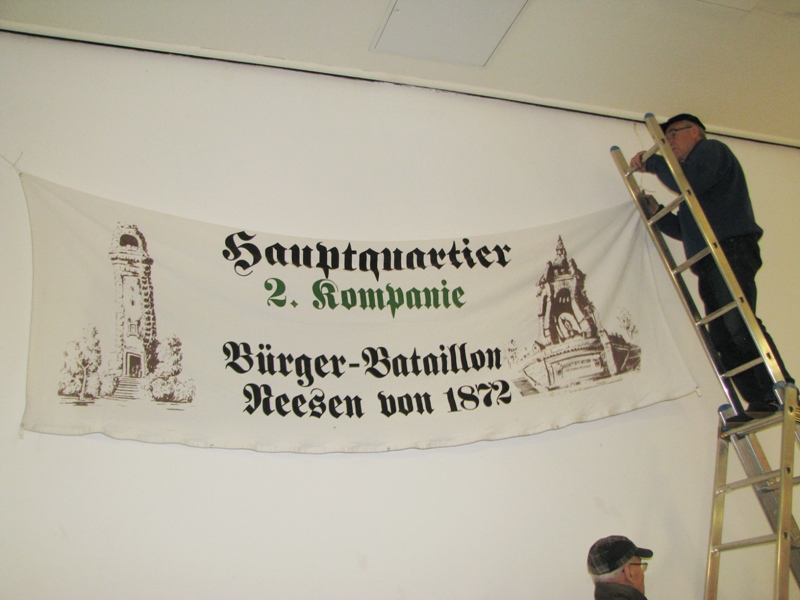 Hauptquartier
2. Kompanie
Bürger-Bataillon
Neesen von 1872